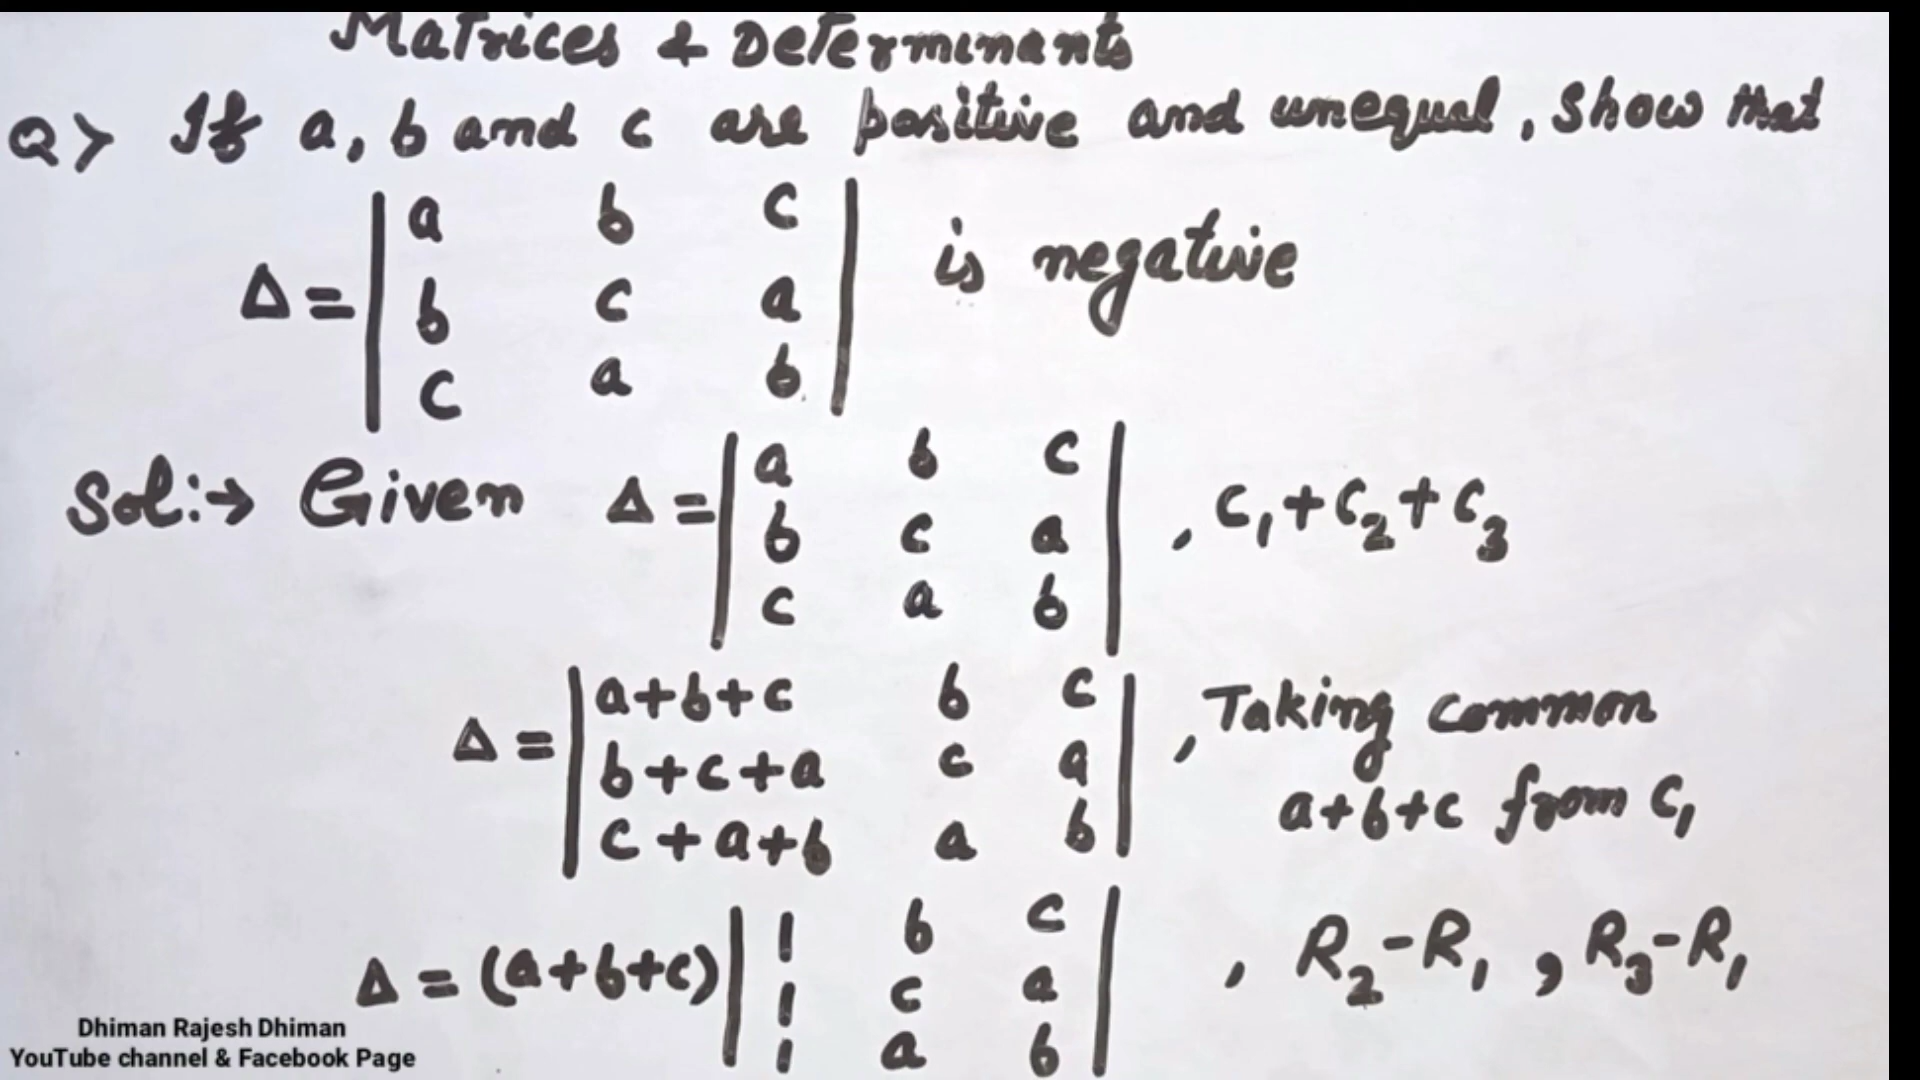 Matrices & Determinants
Q> If a, b and c are positive and unequal, show that
Δ = | a b c |
| b c a | is negative
| c a b |
Sol:→ Given Δ = | a b c |
| b c a | , C₁+C₂+C₃
| c a b |
Δ = | a+b+c b c |
| b+c+a c a | , Taking common
| c+a+b a b | a+b+c from C₁
Δ = (a+b+c) | 1 b c |
| 1 c a | , R₂-R₁ , R₃-R₁
| 1 a b |
Dhiman Rajesh Dhiman
YouTube channel & Facebook Page